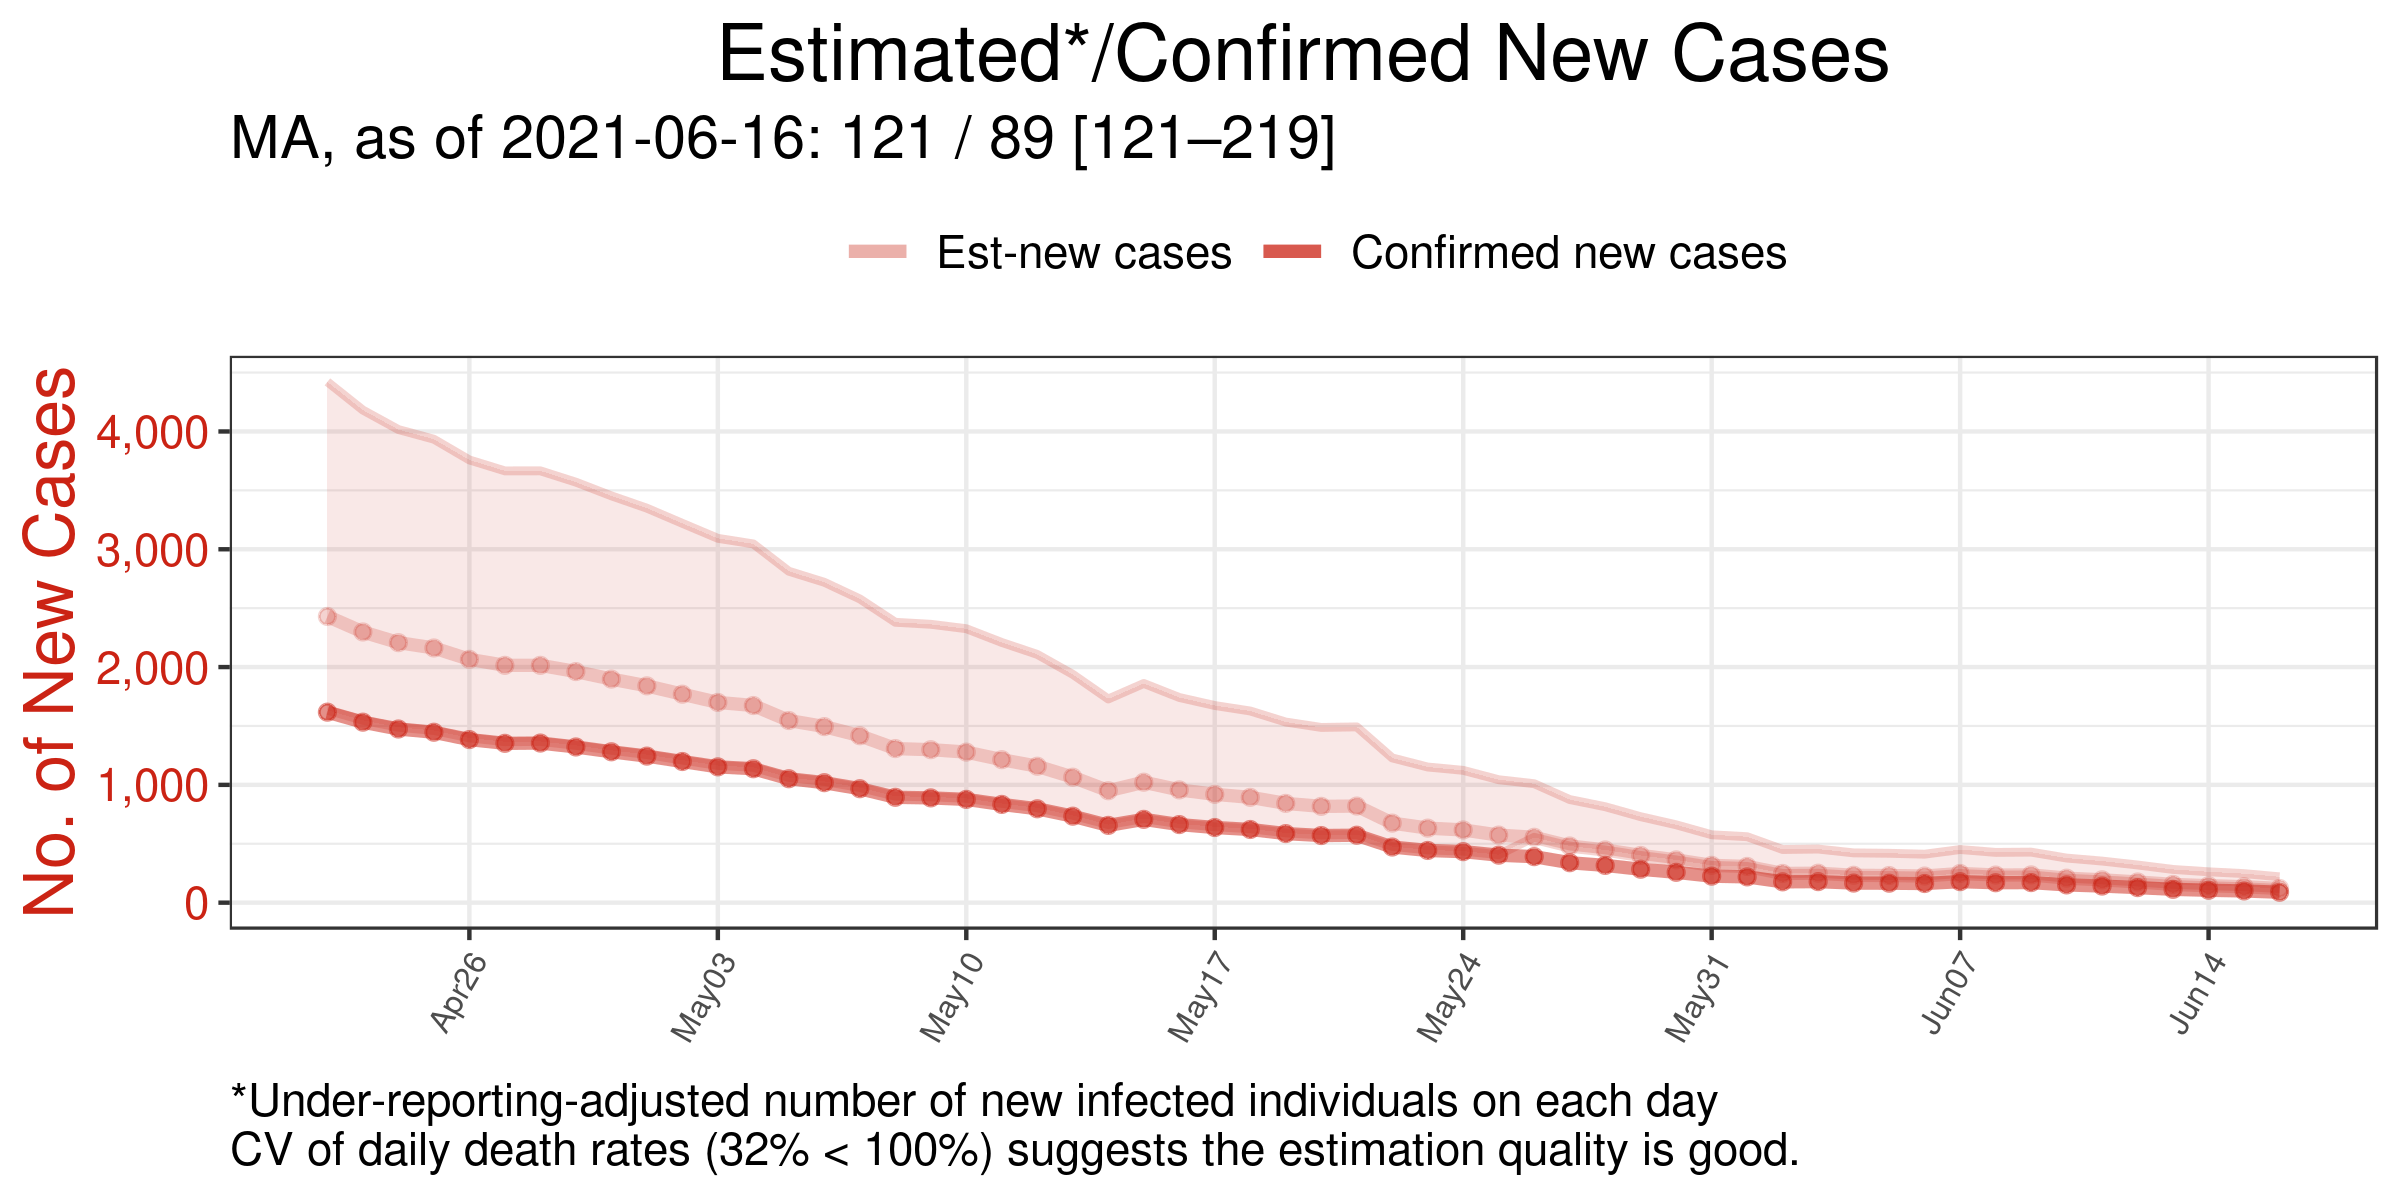 Estimated*/Confirmed New Cases
MA, as of 2021-06-16: 121 / 89 [121–219]
Est-new cases
Confirmed new cases
No. of New Cases
4,000
3,000
2,000
1,000
0
Apr26
May03
May10
May17
May24
May31
Jun07
Jun14
*Under-reporting-adjusted number of new infected individuals on each day
CV of daily death rates (32% < 100%) suggests the estimation quality is good.